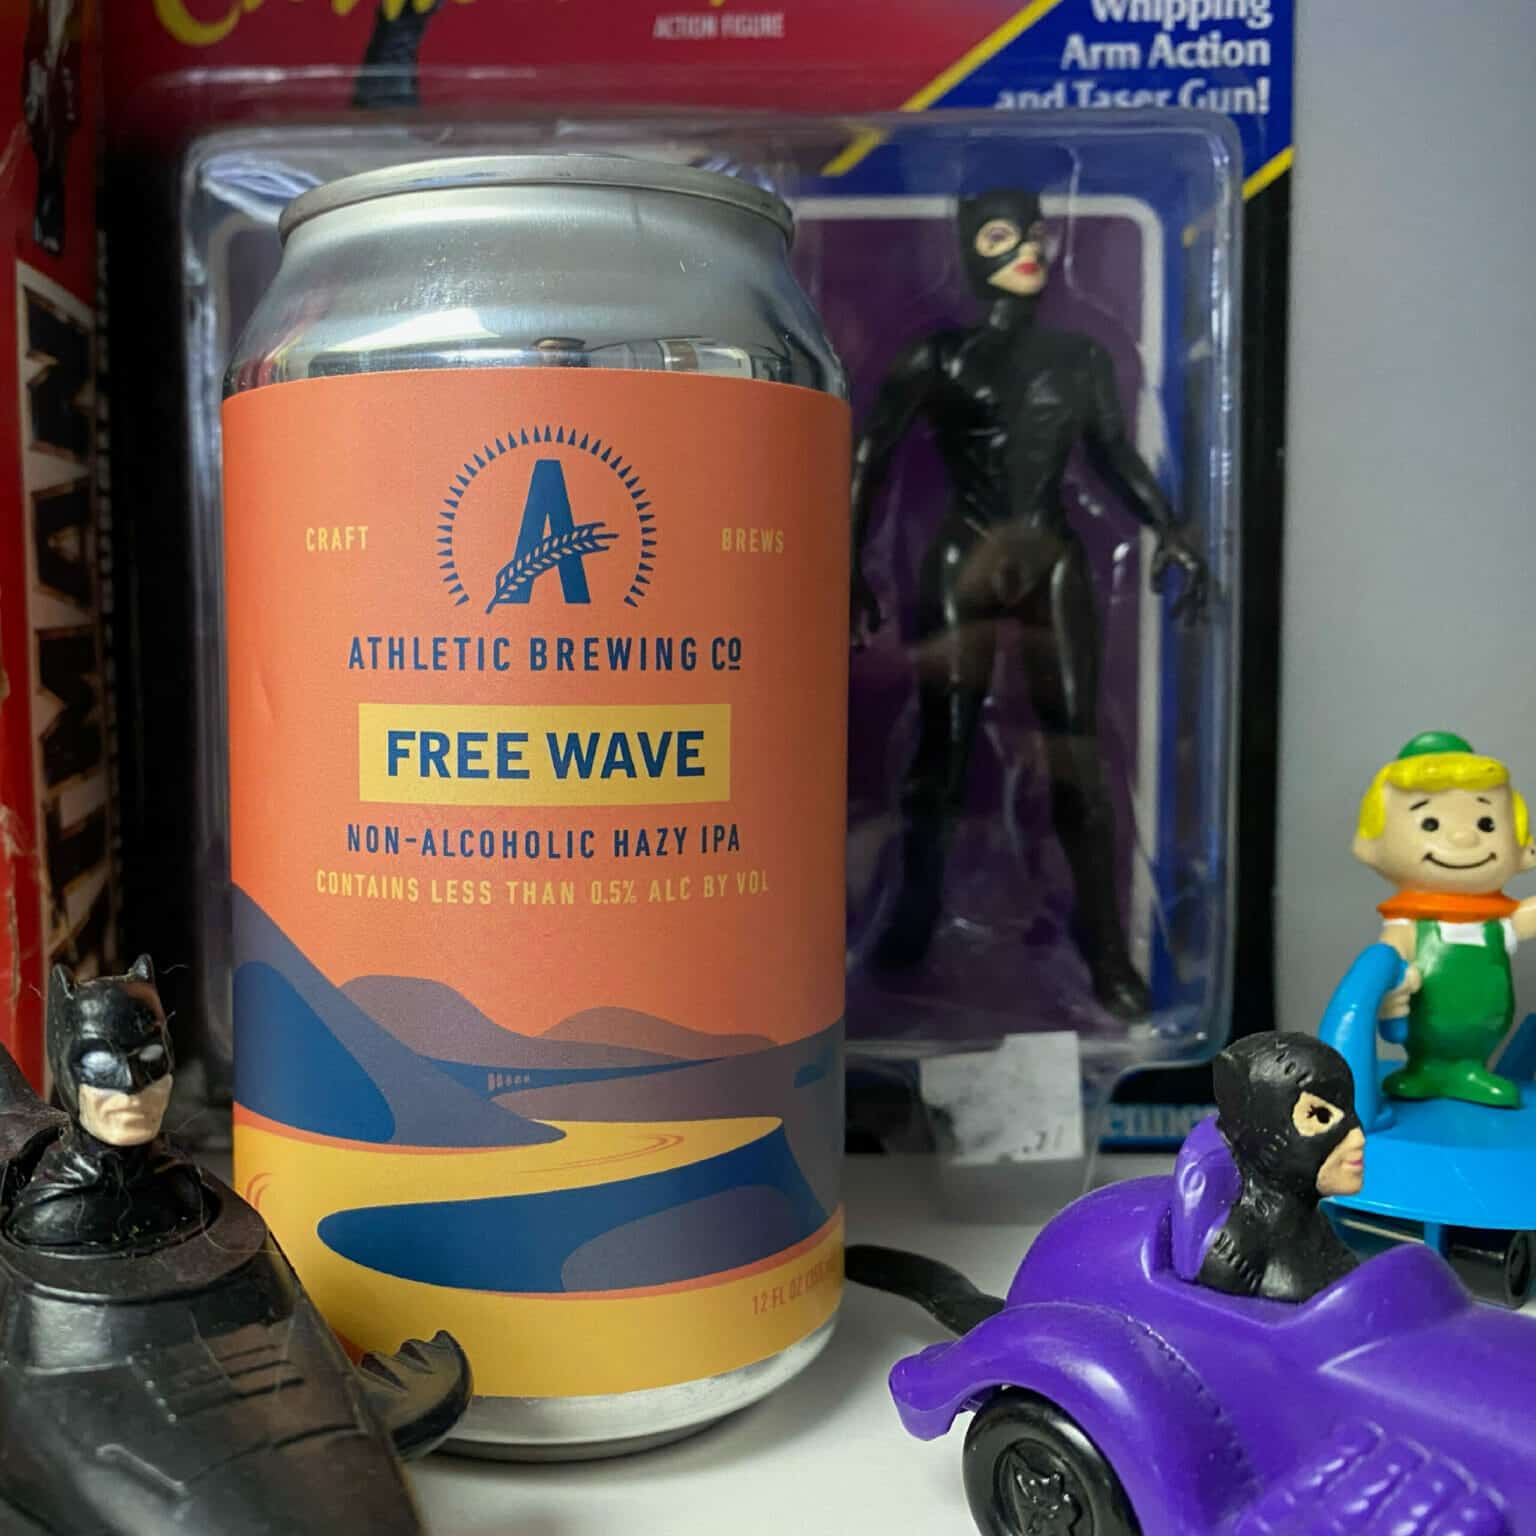 ACTION FIGURE
Whipping
Arm Action
and Taser Gun!
CRAFT BREWS
A
ATHLETIC BREWING Co
FREE WAVE
NON-ALCOHOLIC HAZY IPA
CONTAINS LESS THAN 0.5% ALC BY VOL
12 FL OZ